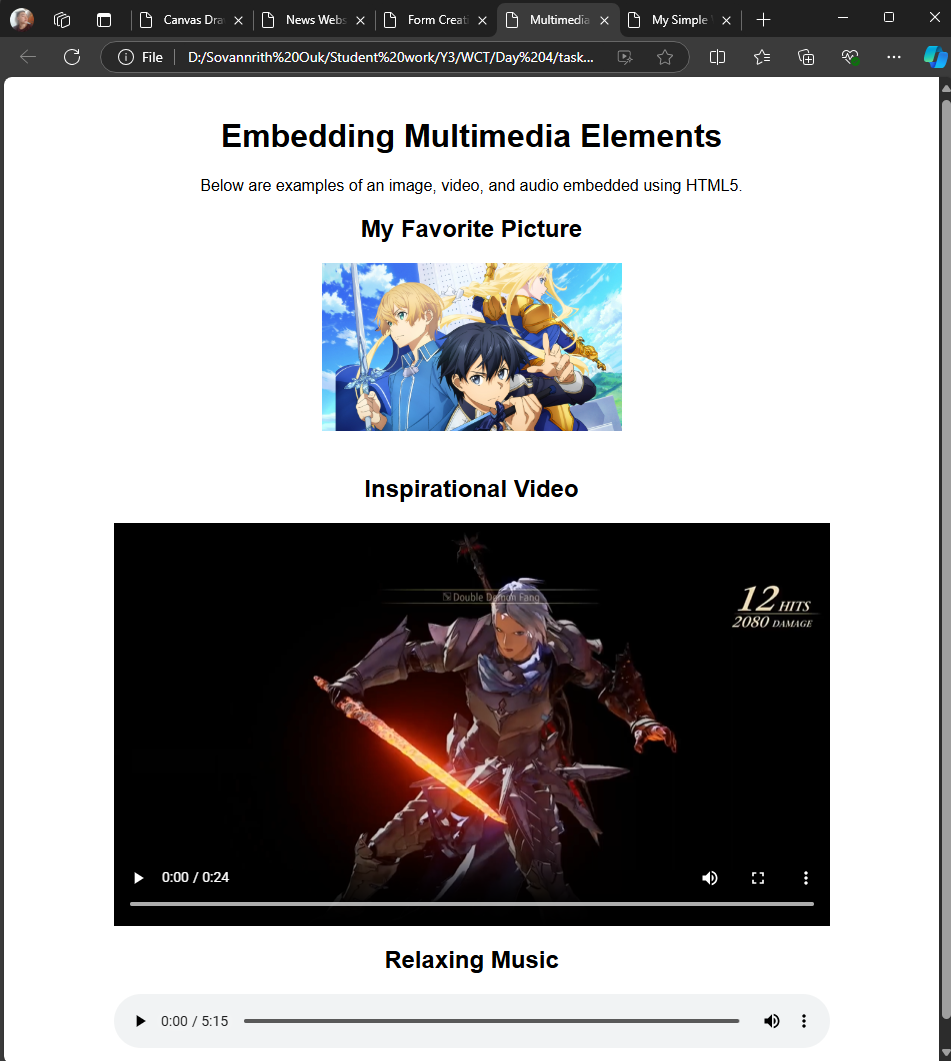 Canvas Dra
News Webs
Form Creati
Multimedia
My Simple
File
D:/Sovannrith%20Ouk/Student%20work/Y3/WCT/Day%204/task...
Embedding Multimedia Elements
Below are examples of an image, video, and audio embedded using HTML5.
My Favorite Picture
Inspirational Video
Double Demon Fang
12 HITS
2080 DAMAGE
0:00 / 0:24
Relaxing Music
0:00 / 5:15